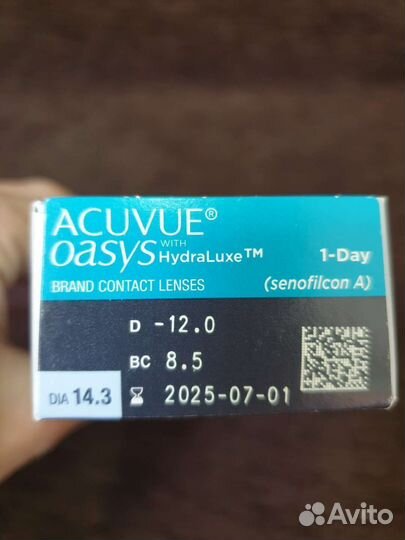 ACUVUE®
oasys WITH HydraLuxe™ 1-Day
BRAND CONTACT LENSES (senofilcon A)
D -12.0
BC 8.5
DIA 14.3 2025-07-01
Avito